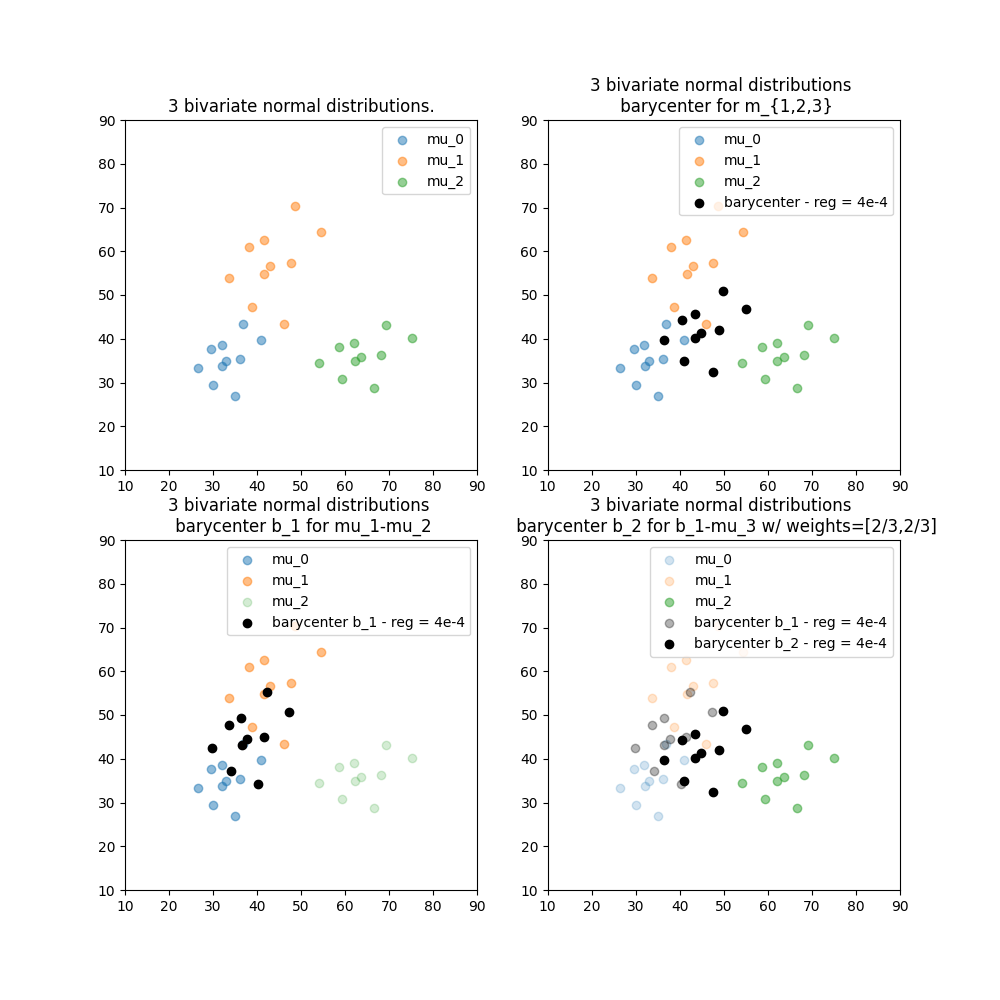 3 bivariate normal distributions.
mu_0
mu_1
mu_2
90
80
70
60
50
40
30
20
10
10 20 30 40 50 60 70 80 90
3 bivariate normal distributions
barycenter for m_{1,2,3}
mu_0
mu_1
mu_2
barycenter - reg = 4e-4
90
80
70
60
50
40
30
20
10
10 20 30 40 50 60 70 80 90
3 bivariate normal distributions
barycenter b_1 for mu_1-mu_2
mu_0
mu_1
mu_2
barycenter b_1 - reg = 4e-4
90
80
70
60
50
40
30
20
10
10 20 30 40 50 60 70 80 90
3 bivariate normal distributions
barycenter b_2 for b_1-mu_3 w/ weights=[2/3,2/3]
mu_0
mu_1
mu_2
barycenter b_1 - reg = 4e-4
barycenter b_2 - reg = 4e-4
90
80
70
60
50
40
30
20
10
10 20 30 40 50 60 70 80 90